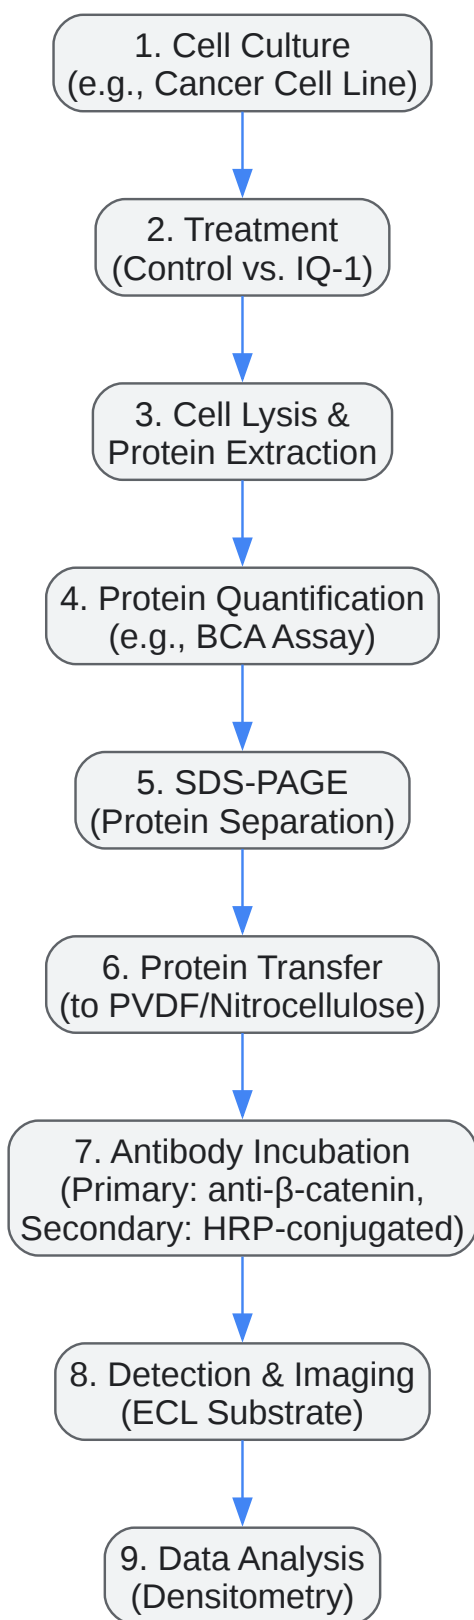 1. Cell Culture
(e.g., Cancer Cell Line)
2. Treatment
(Control vs. IQ-1)
3. Cell Lysis &
Protein Extraction
4. Protein Quantification
(e.g., BCA Assay)
5. SDS-PAGE
(Protein Separation)
6. Protein Transfer
(to PVDF/Nitrocellulose)
7. Antibody Incubation
(Primary: anti-β-catenin,
Secondary: HRP-conjugated)
8. Detection & Imaging
(ECL Substrate)
9. Data Analysis
(Densitometry)